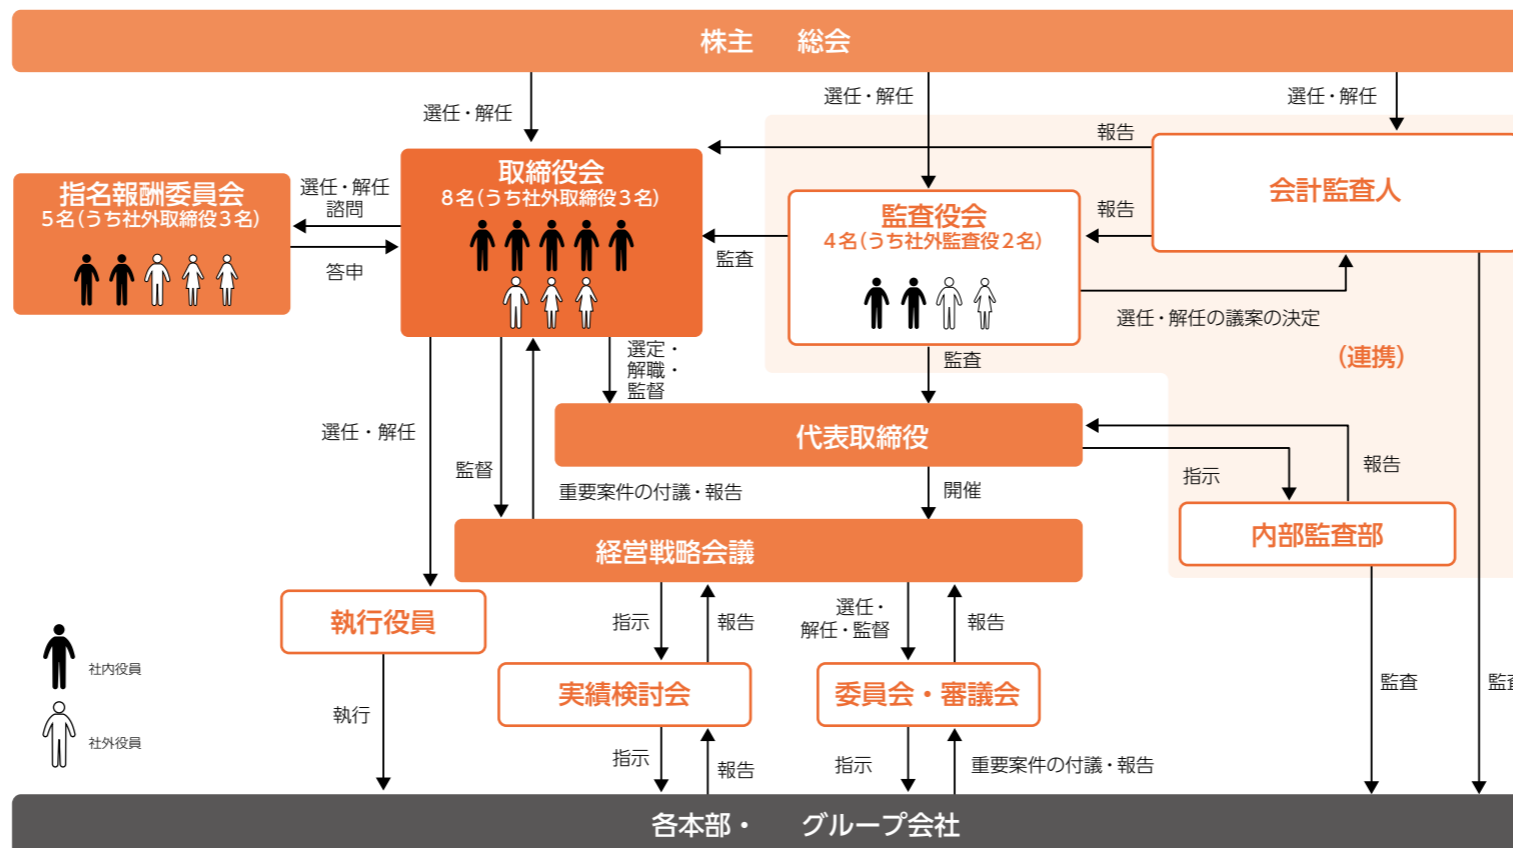 株主　総会
選任・解任
選任・解任
選任・解任
報告
取締役会
8名（うち社外取締役3名）
指名報酬委員会
5名（うち社外取締役3名）
選任・解任
諮問
答申
監査役会
4名（うち社外監査役2名）
会計監査人
報告
監査
選任・解任の議案の決定
（連携）
選定・
解職・
監督
監査
代表取締役
選任・解任
監督
重要案件の付議・報告
開催
指示
報告
内部監査部
経営戦略会議
執行役員
指示
報告
選任・
解任・監督
報告
社内役員
実績検討会
委員会・審議会
監査
監査
執行
社外役員
指示
報告
指示
重要案件の付議・報告
各本部・　グループ会社